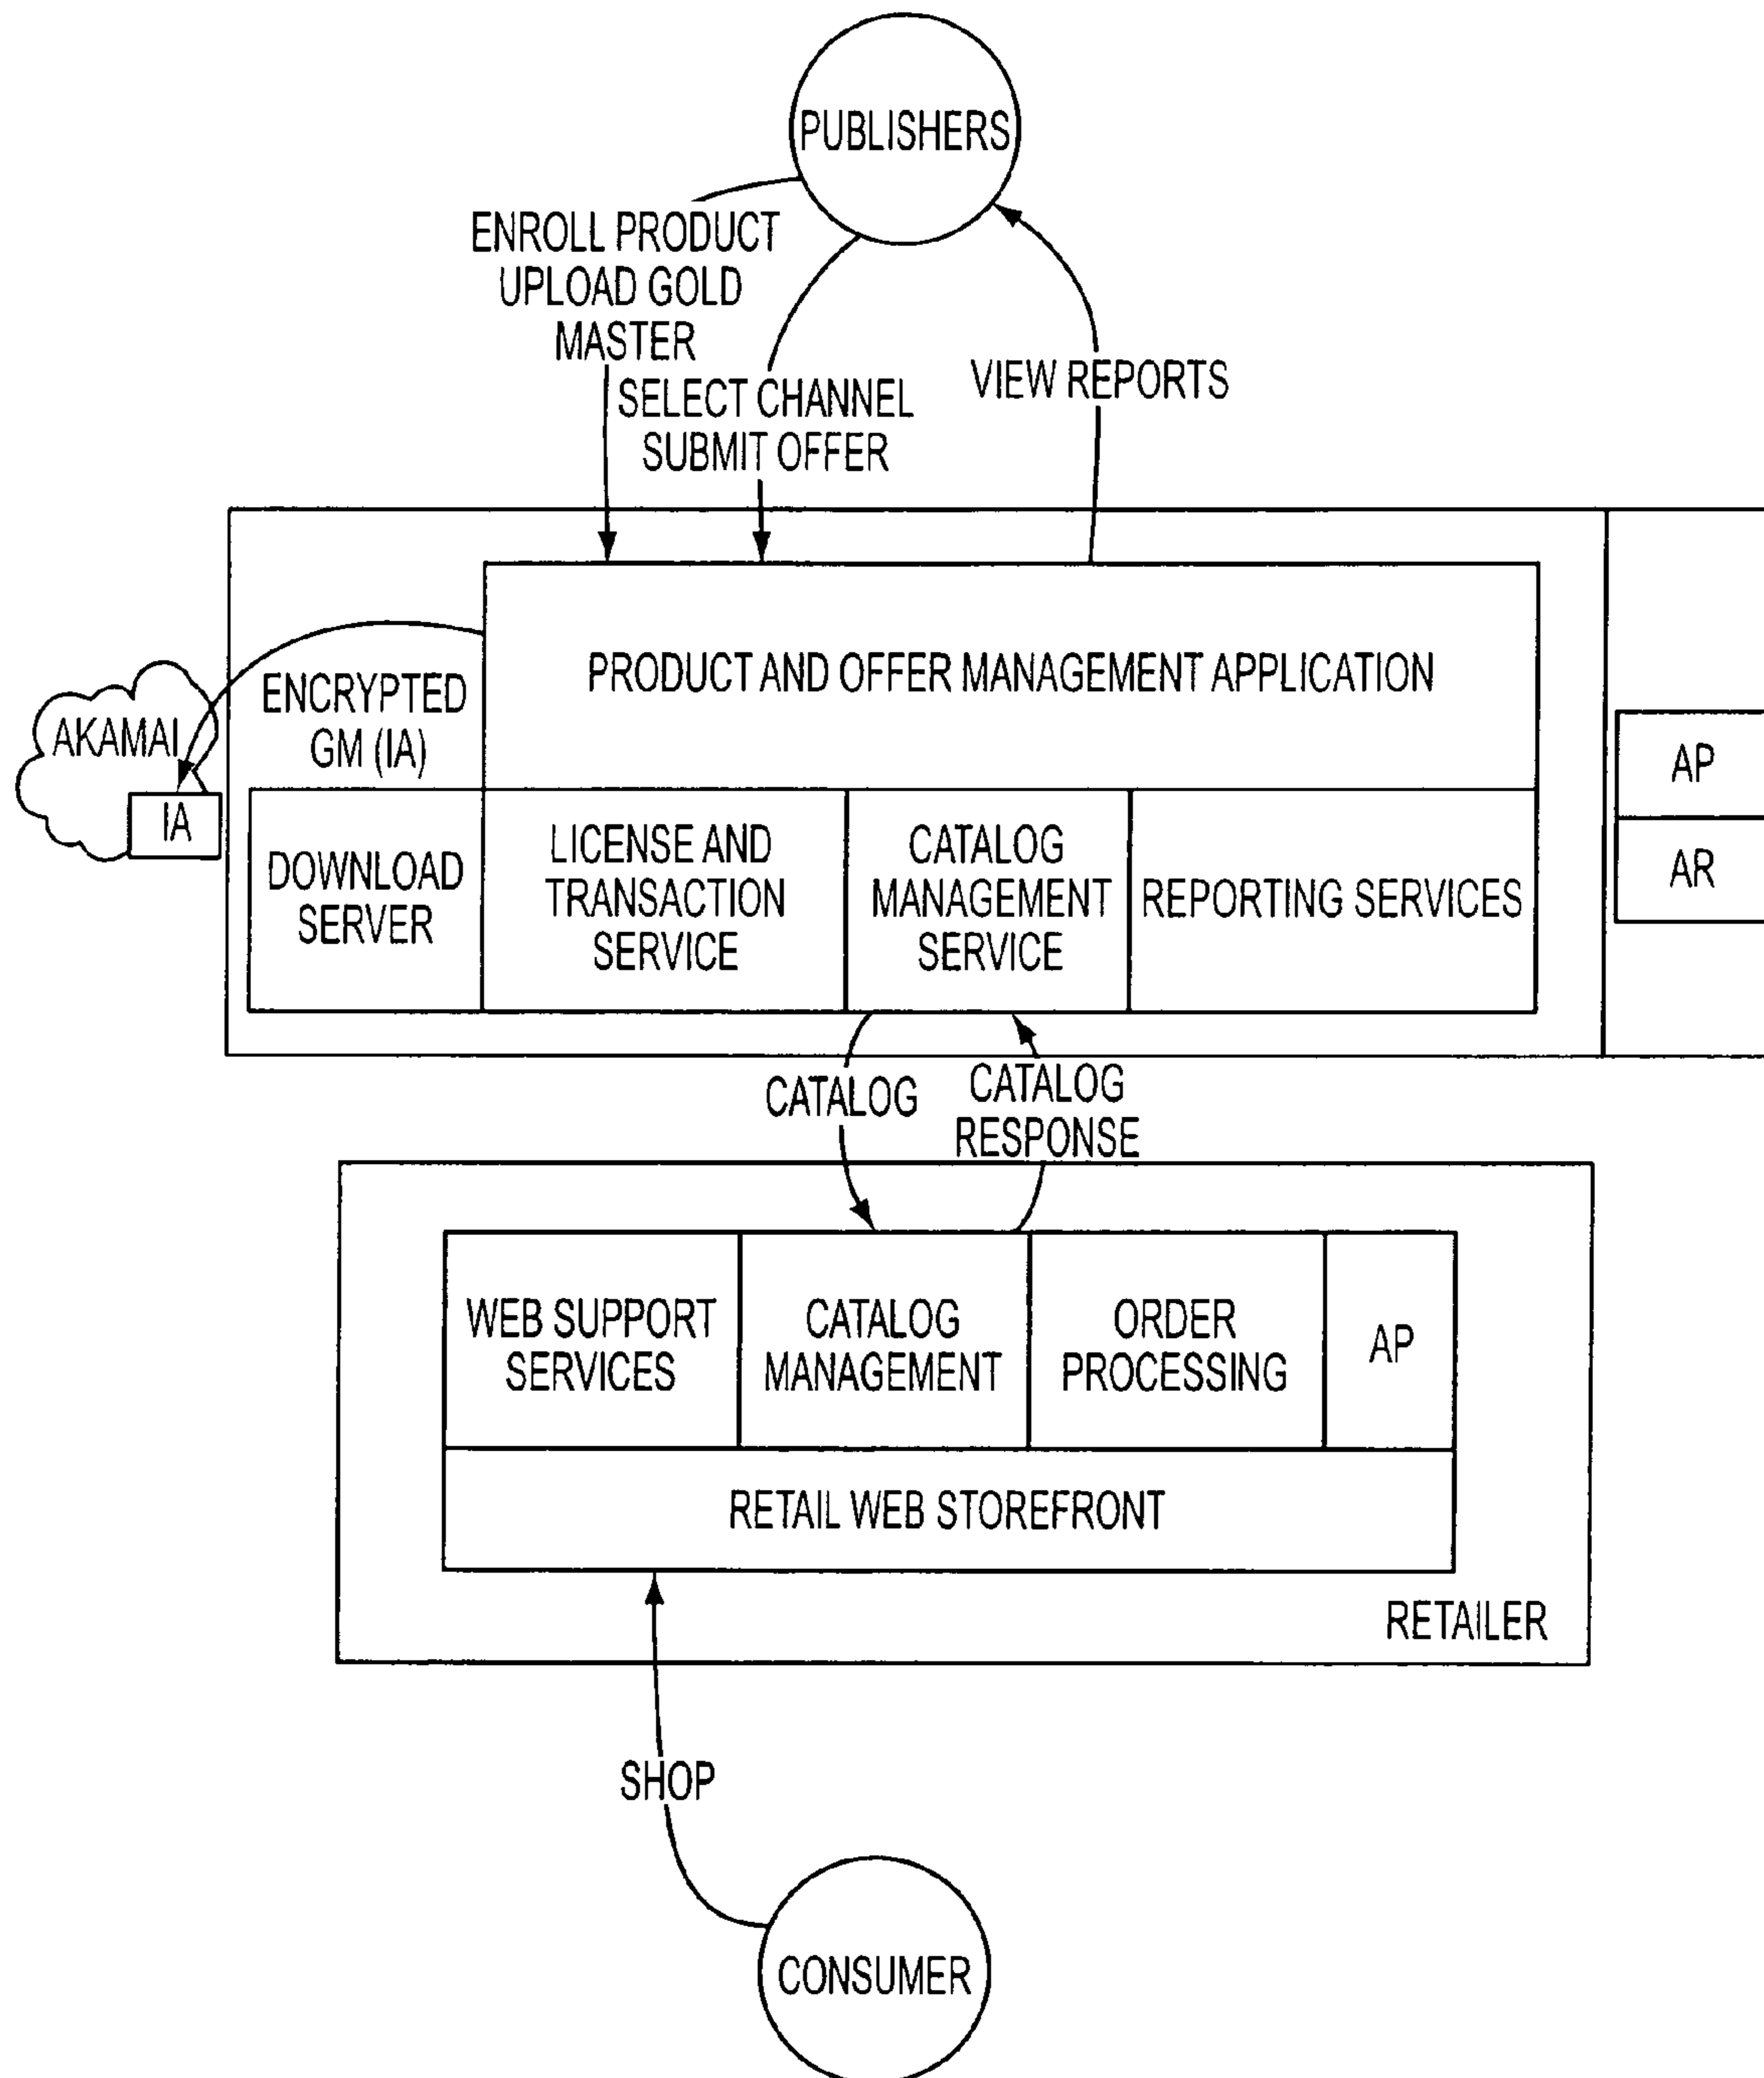 PUBLISHERS
ENROLL PRODUCT
UPLOAD GOLD
MASTER
SELECT CHANNEL
SUBMIT OFFER
VIEW REPORTS
PRODUCT AND OFFER MANAGEMENT APPLICATION
ENCRYPTED
GM (IA)
AKAMAI
IA
DOWNLOAD
SERVER
LICENSE AND
TRANSACTION
SERVICE
CATALOG
MANAGEMENT
SERVICE
REPORTING SERVICES
AP
AR
CATALOG
CATALOG
RESPONSE
WEB SUPPORT
SERVICES
CATALOG
MANAGEMENT
ORDER
PROCESSING
AP
RETAIL WEB STOREFRONT
RETAILER
SHOP
CONSUMER